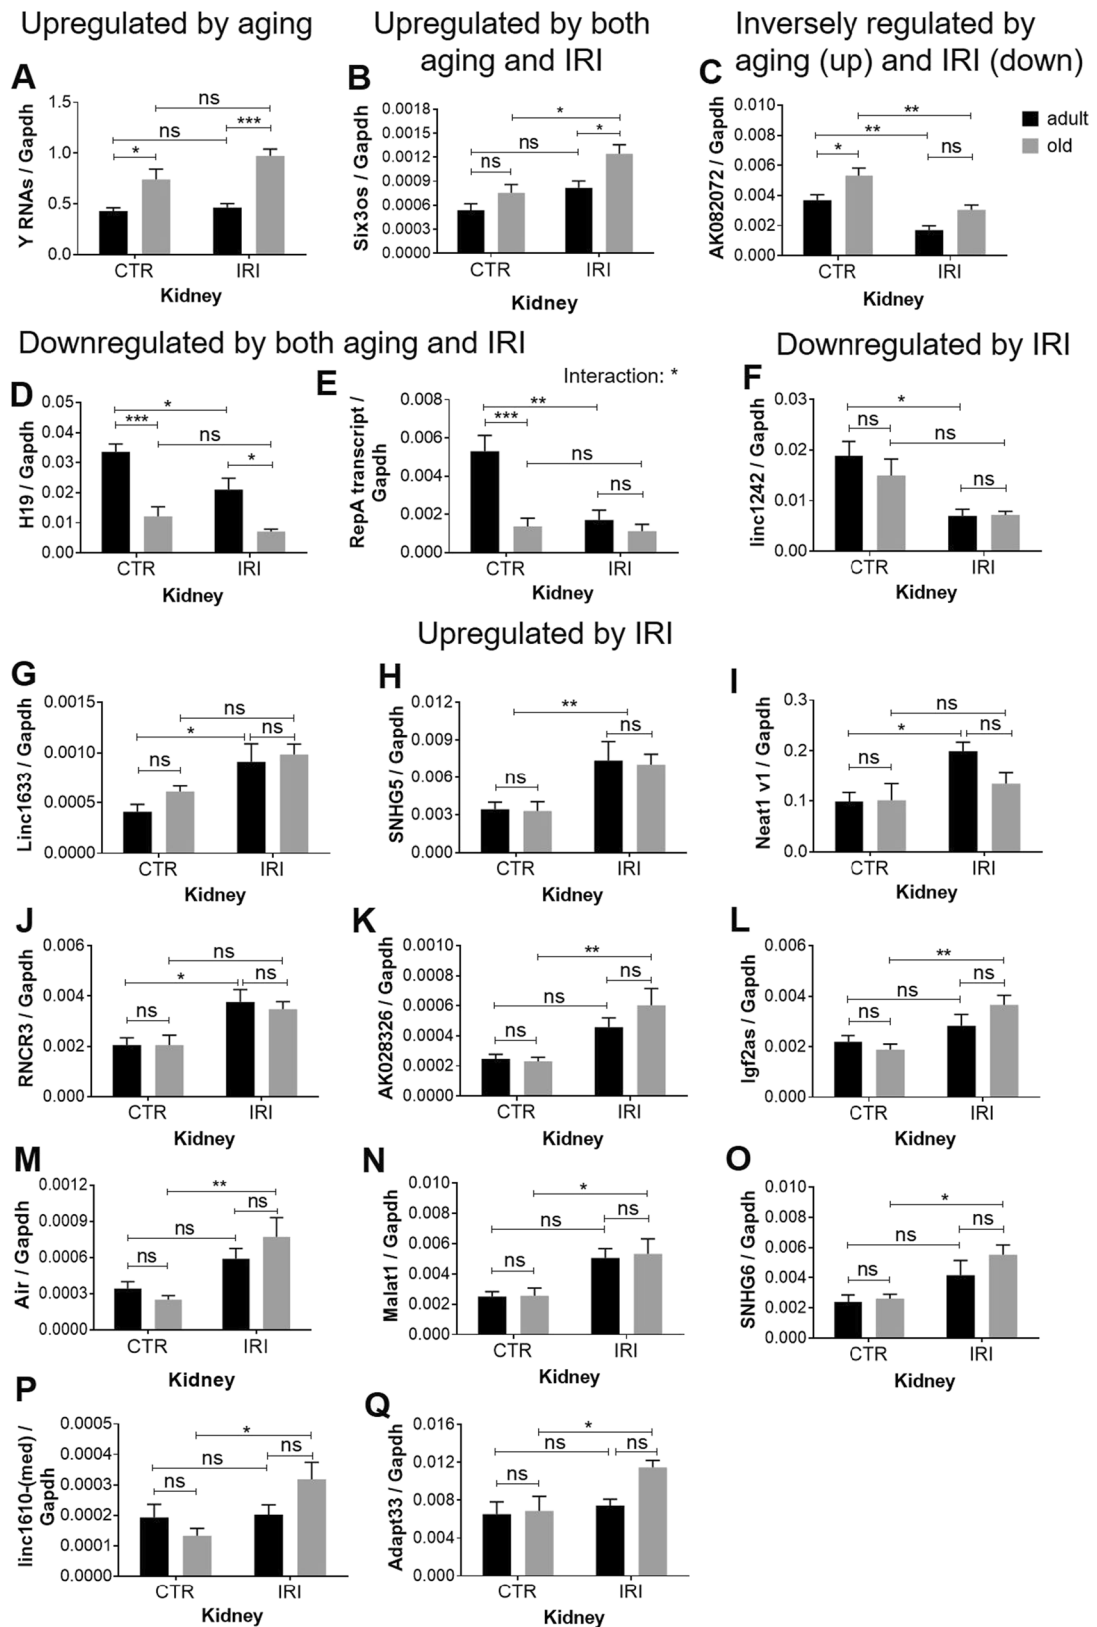 Upregulated by aging
Upregulated by both
aging and IRI
Inversely regulated by
aging (up) and IRI (down)
A
Y RNAs / Gapdh
1.5
1.0
0.5
0.0
ns
ns
***
*
CTR
IRI
Kidney
B
Six3os / Gapdh
0.0018
0.0015
0.0012
0.0009
0.0006
0.0003
0.0000
*
*
ns
ns
CTR
IRI
Kidney
C
AK082072 / Gapdh
0.010
0.008
0.006
0.004
0.002
0.000
**
**
*
ns
CTR
IRI
Kidney
adult
old
Downregulated by both aging and IRI
Downregulated by IRI
D
H19 / Gapdh
0.05
0.04
0.03
0.02
0.01
0.00
*
***
ns
*
CTR
IRI
Kidney
E
Interaction: *
RepA transcript /
Gapdh
0.008
0.006
0.004
0.002
0.000
**
***
ns
ns
CTR
IRI
Kidney
F
linc1242 / Gapdh
0.03
0.02
0.01
0.00
*
ns
ns
ns
CTR
IRI
Kidney
Upregulated by IRI
G
Linc1633 / Gapdh
0.0015
0.0010
0.0005
0.0000
ns
*
ns
ns
CTR
IRI
Kidney
H
SNHG5 / Gapdh
0.012
0.009
0.006
0.003
0.000
**
ns
ns
CTR
IRI
Kidney
I
Neat1 v1 / Gapdh
0.3
0.2
0.1
0.0
ns
*
ns
ns
CTR
IRI
Kidney
J
RNCR3 / Gapdh
0.006
0.004
0.002
0.000
ns
*
ns
ns
CTR
IRI
Kidney
K
AK028326 / Gapdh
0.0010
0.0008
0.0006
0.0004
0.0002
0.0000
**
ns
ns
ns
CTR
IRI
Kidney
L
Igf2as / Gapdh
0.006
0.004
0.002
0.000
**
ns
ns
ns
CTR
IRI
Kidney
M
Air / Gapdh
0.0012
0.0009
0.0006
0.0003
0.0000
**
ns
ns
ns
CTR
IRI
Kidney
N
Malat1 / Gapdh
0.010
0.008
0.006
0.004
0.002
0.000
*
ns
ns
ns
CTR
IRI
Kidney
O
SNHG6 / Gapdh
0.010
0.008
0.006
0.004
0.002
0.000
*
ns
ns
ns
CTR
IRI
Kidney
P
linc1610-(med) /
Gapdh
0.0005
0.0004
0.0003
0.0002
0.0001
0.0000
*
ns
ns
ns
CTR
IRI
Kidney
Q
Adapt33 / Gapdh
0.016
0.012
0.008
0.004
0.000
*
ns
ns
ns
CTR
IRI
Kidney